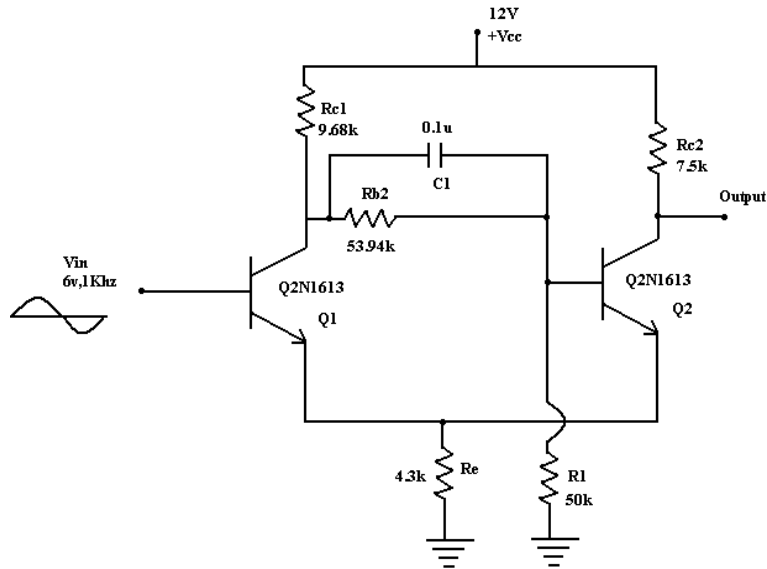 12V
+Vcc
Rc1
9.68k
0.1u
C1
Rc2
7.5k
Rb2
53.94k
Output
Vin
6v,1Khz
Q2N1613
Q1
Q2N1613
Q2
4.3k
Re
R1
50k